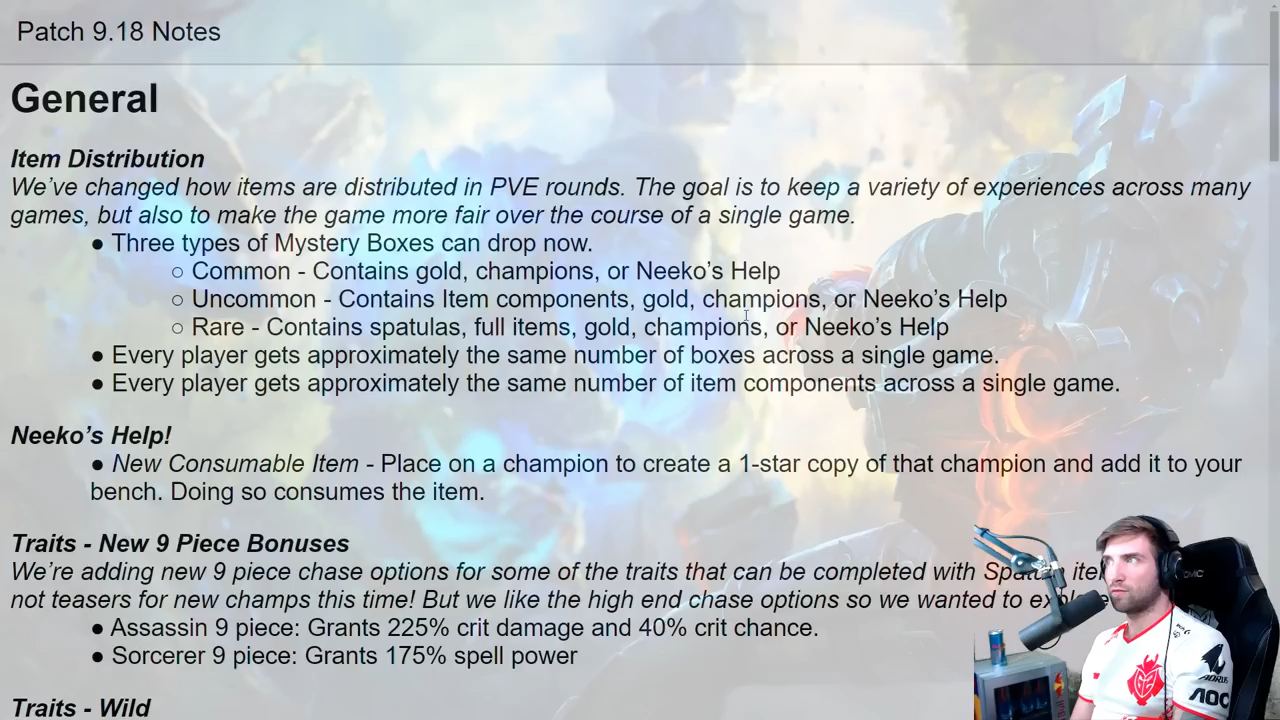 Patch 9.18 Notes
General
Item Distribution
We've changed how items are distributed in PVE rounds. The goal is to keep a variety of experiences across many
games, but also to make the game more fair over the course of a single game.
● Three types of Mystery Boxes can drop now.
○ Common - Contains gold, champions, or Neeko's Help
○ Uncommon - Contains Item components, gold, champions, or Neeko's Help
○ Rare - Contains spatulas, full items, gold, champions, or Neeko's Help
● Every player gets approximately the same number of boxes across a single game.
● Every player gets approximately the same number of item components across a single game.
Neeko's Help!
● New Consumable Item - Place on a champion to create a 1-star copy of that champion and add it to your
bench. Doing so consumes the item.
Traits - New 9 Piece Bonuses
We're adding new 9 piece chase options for some of the traits that can be completed with
not teasers for new champs this time! But we like the high end chase options so we wanted to
● Assassin 9 piece: Grants 225% crit damage and 40% crit chance.
● Sorcerer 9 piece: Grants 175% spell power
Traits - Wild
AORUS
AOC